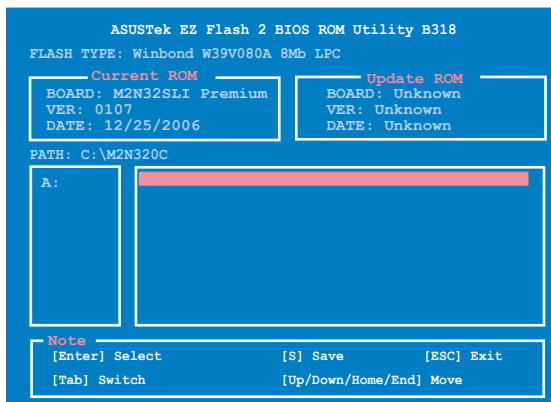 ASUSTek EZ Flash 2 BIOS ROM Utility B318
FLASH TYPE: Winbond W39V080A 8Mb LPC
Current ROM
BOARD: M2N32SLI Premium
VER: 0107
DATE: 12/25/2006
Update ROM
BOARD: Unknown
VER: Unknown
DATE: Unknown
PATH: C:\M2N320C
A:
Note
[Enter] Select [S] Save [ESC] Exit
[Tab] Switch [Up/Down/Home/End] Move